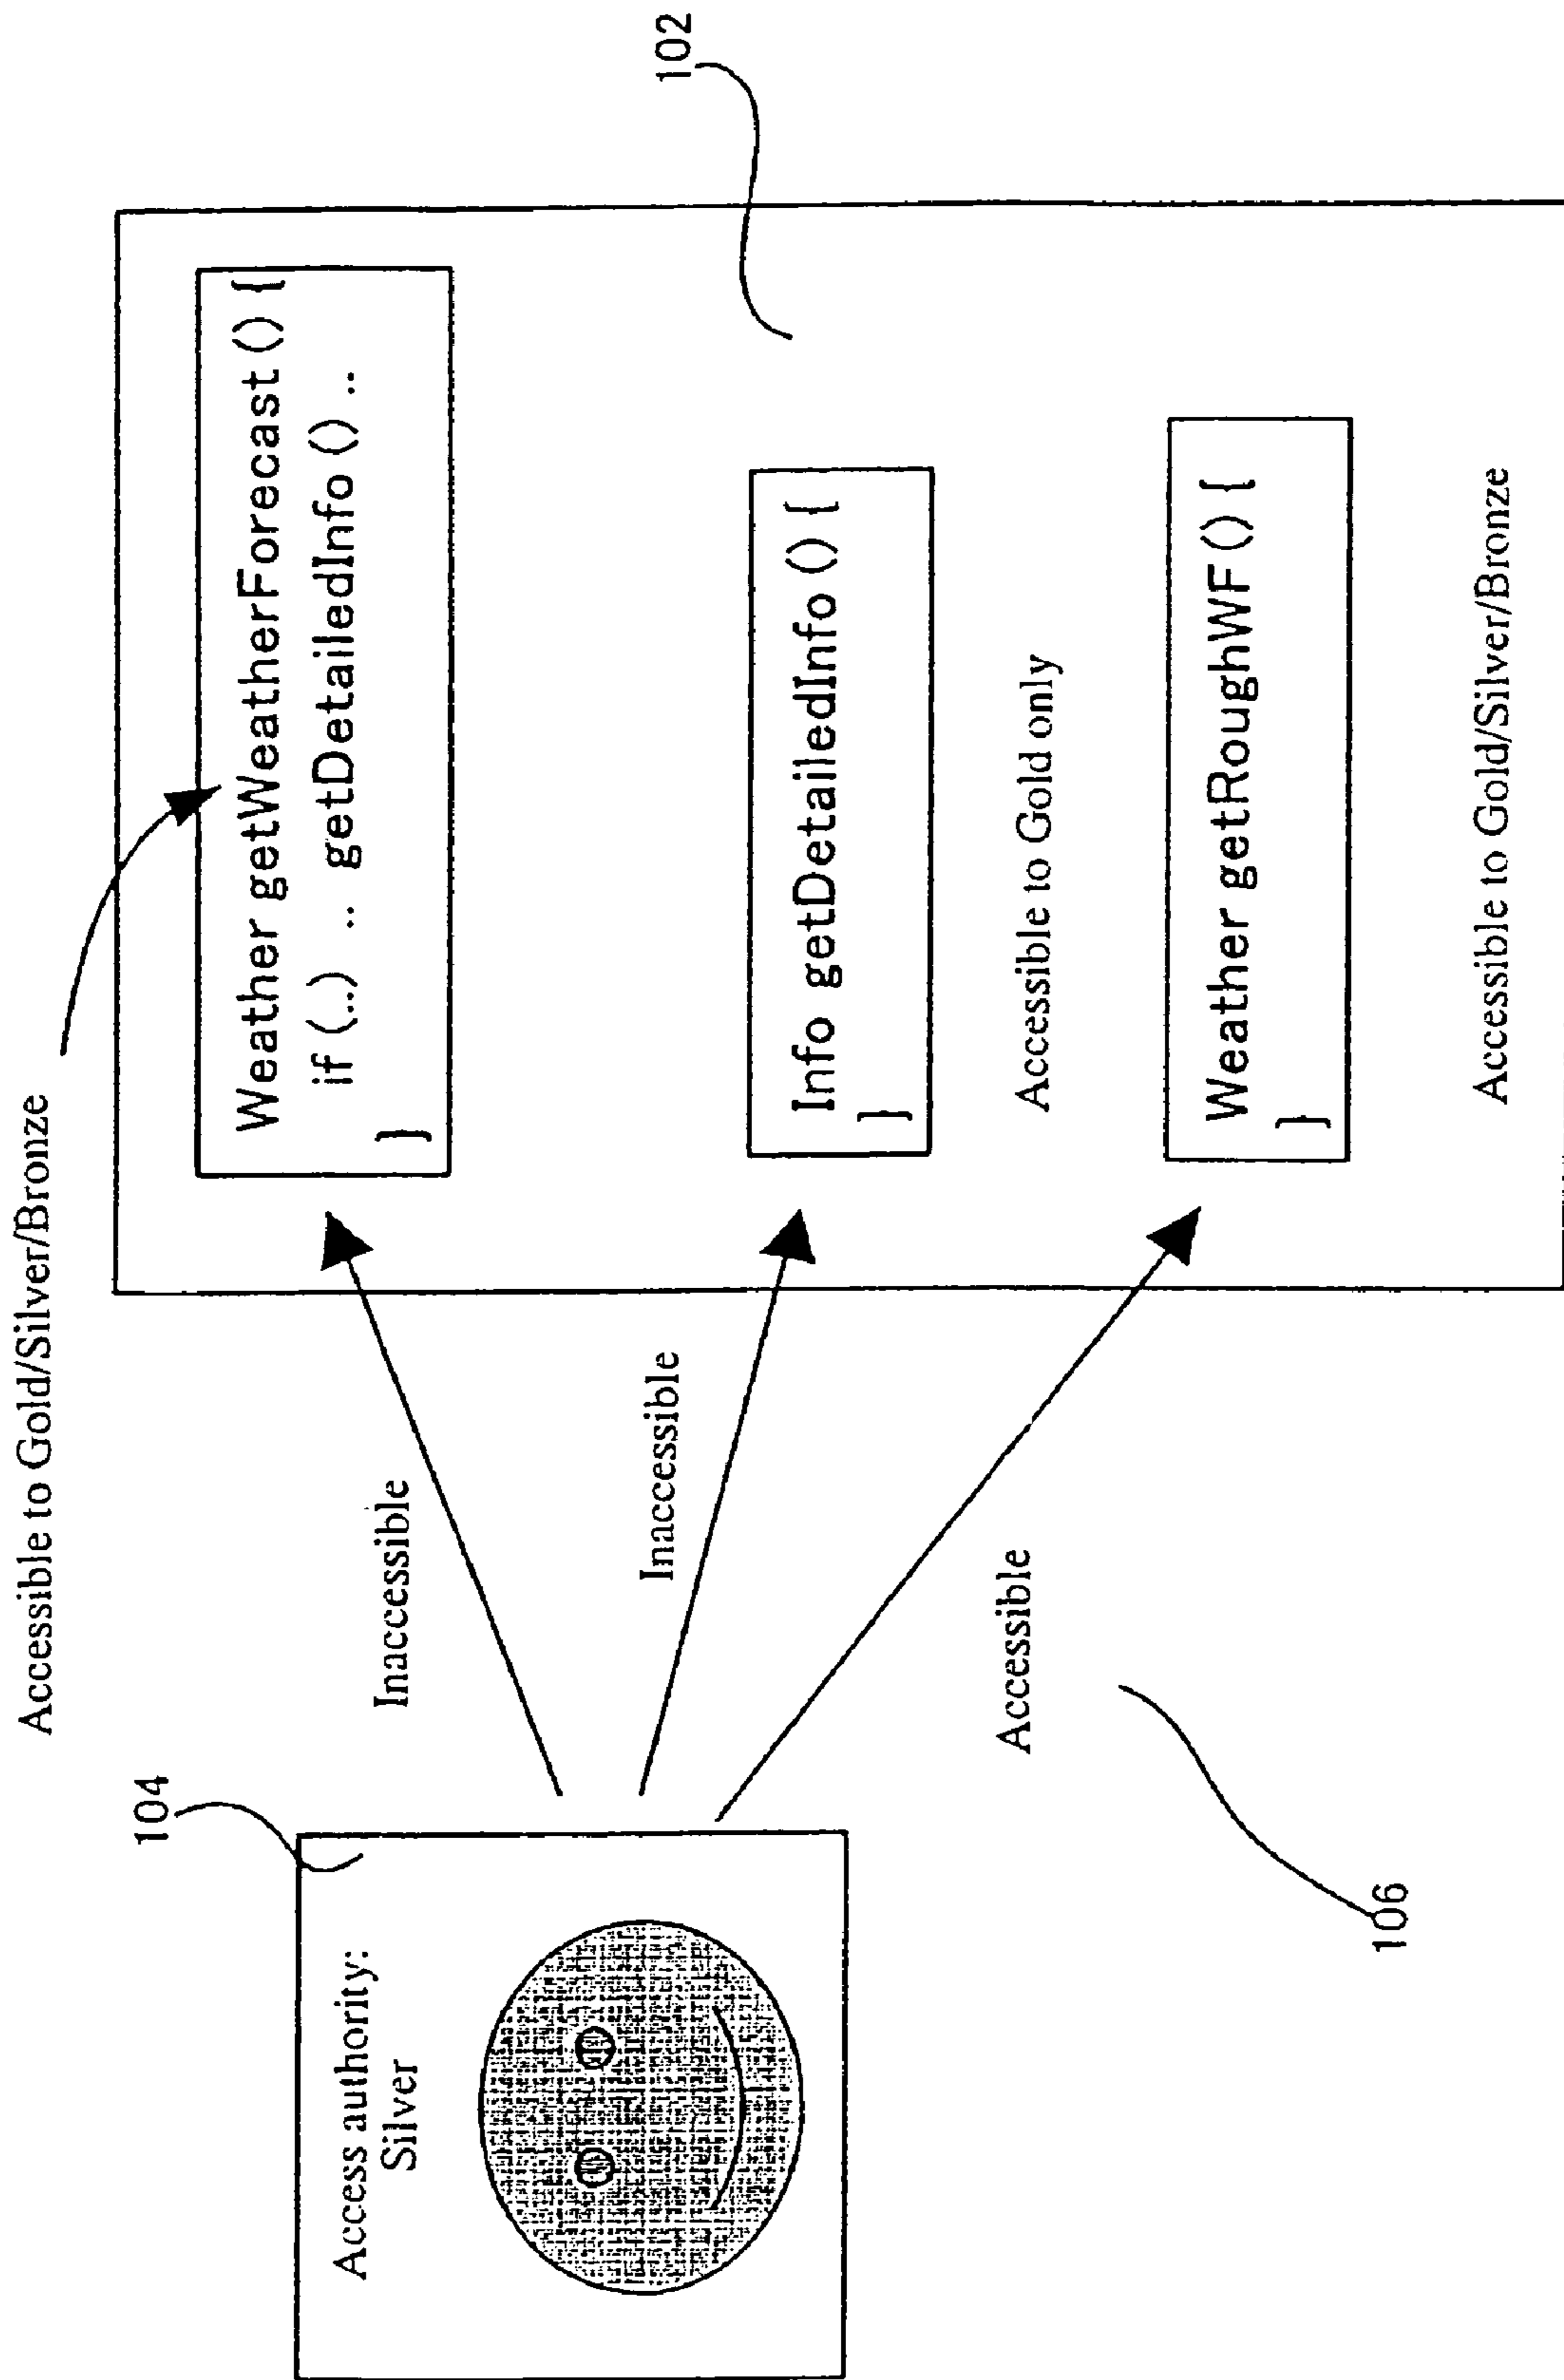 Accessible to Gold/Silver/Bronze
104
Access authority:
Silver
Inaccessible
Inaccessible
Accessible
106
Weather getWeatherForecast () {
if (..) .. getDetailedInfo () ..
}
102
Info getDetailedInfo () {
}
Accessible to Gold only
Weather getRoughWF () {
}
Accessible to Gold/Silver/Bronze